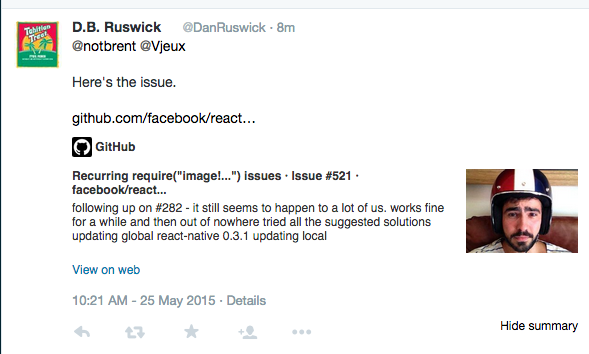 Tahitian
Treat
D.B. Ruswick @DanRuswick · 8m
@notbrent @Vjeux
Here's the issue.
github.com/facebook/react…
GitHub
Recurring require("image!...") issues · Issue #521 ·
facebook/react...
following up on #282 - it still seems to happen to a lot of us. works fine
for a while and then out of nowhere tried all the suggested solutions
updating global react-native 0.3.1 updating local
View on web
10:21 AM - 25 May 2015 · Details
Hide summary